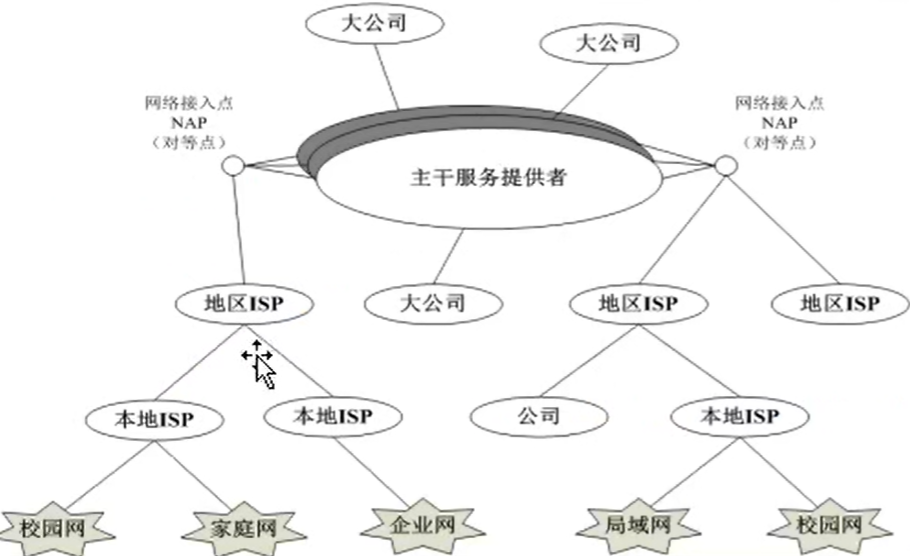 大公司
大公司
网络接入点
NAP
（对等点）
网络接入点
NAP
（对等点）
主干服务提供者
地区ISP
大公司
地区ISP
地区ISP
本地ISP
本地ISP
公司
本地ISP
校园网
家庭网
企业网
局域网
校园网